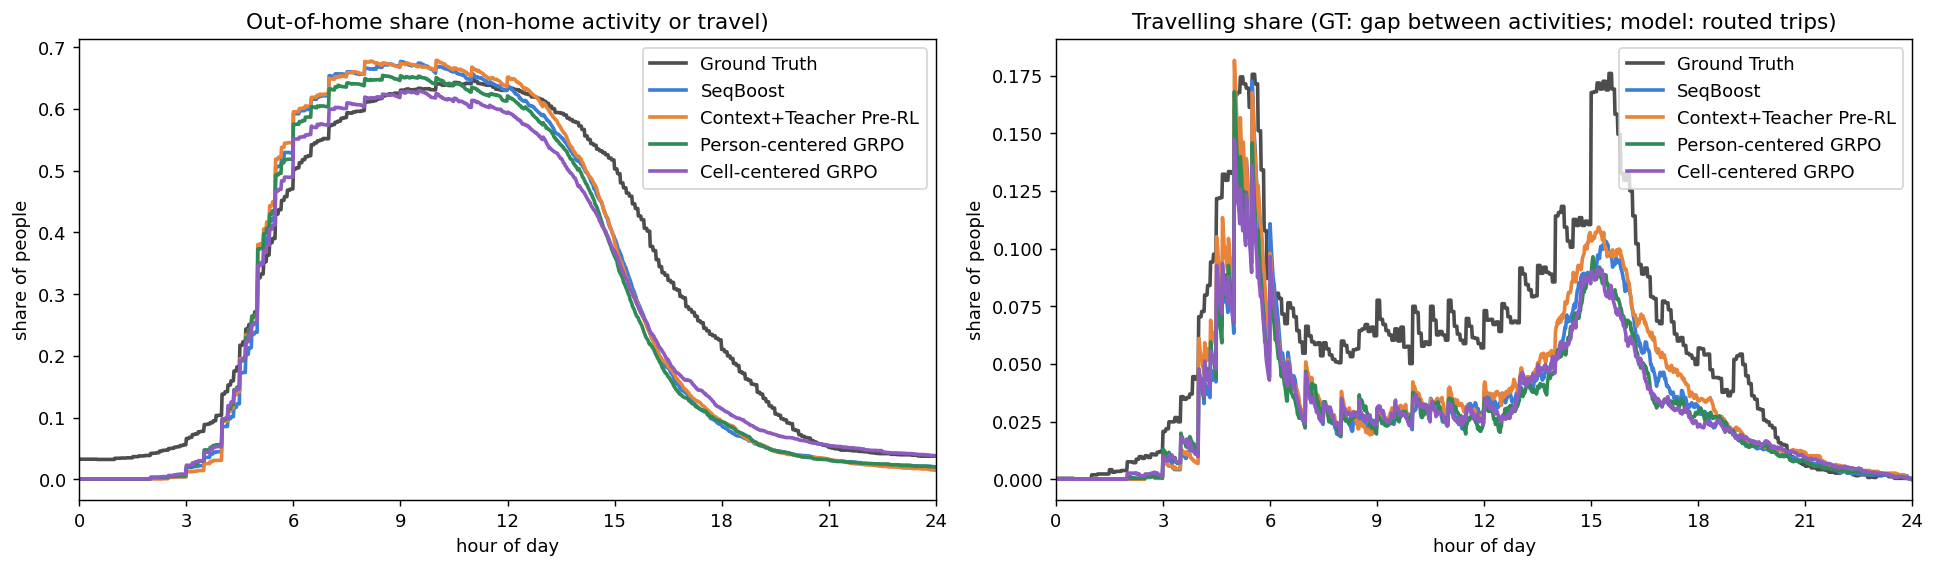 Out-of-home share (non-home activity or travel)
share of people
0.7
0.6
0.5
0.4
0.3
0.2
0.1
0.0
Ground Truth
SeqBoost
Context+Teacher Pre-RL
Person-centered GRPO
Cell-centered GRPO
0 3 6 9 12 15 18 21 24
hour of day
Travelling share (GT: gap between activities; model: routed trips)
share of people
0.175
0.150
0.125
0.100
0.075
0.050
0.025
0.000
Ground Truth
SeqBoost
Context+Teacher Pre-RL
Person-centered GRPO
Cell-centered GRPO
0 3 6 9 12 15 18 21 24
hour of day